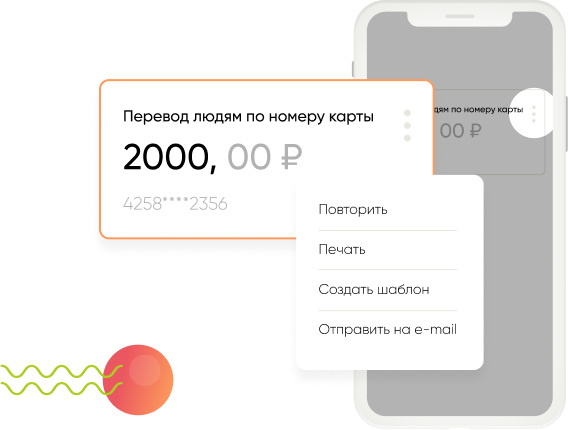 Перевод людям по номеру карты
2000, 00 ₽
4258****2356
дям по номеру карты
00 ₽
Повторить
Печать
Создать шаблон
Отправить на e-mail